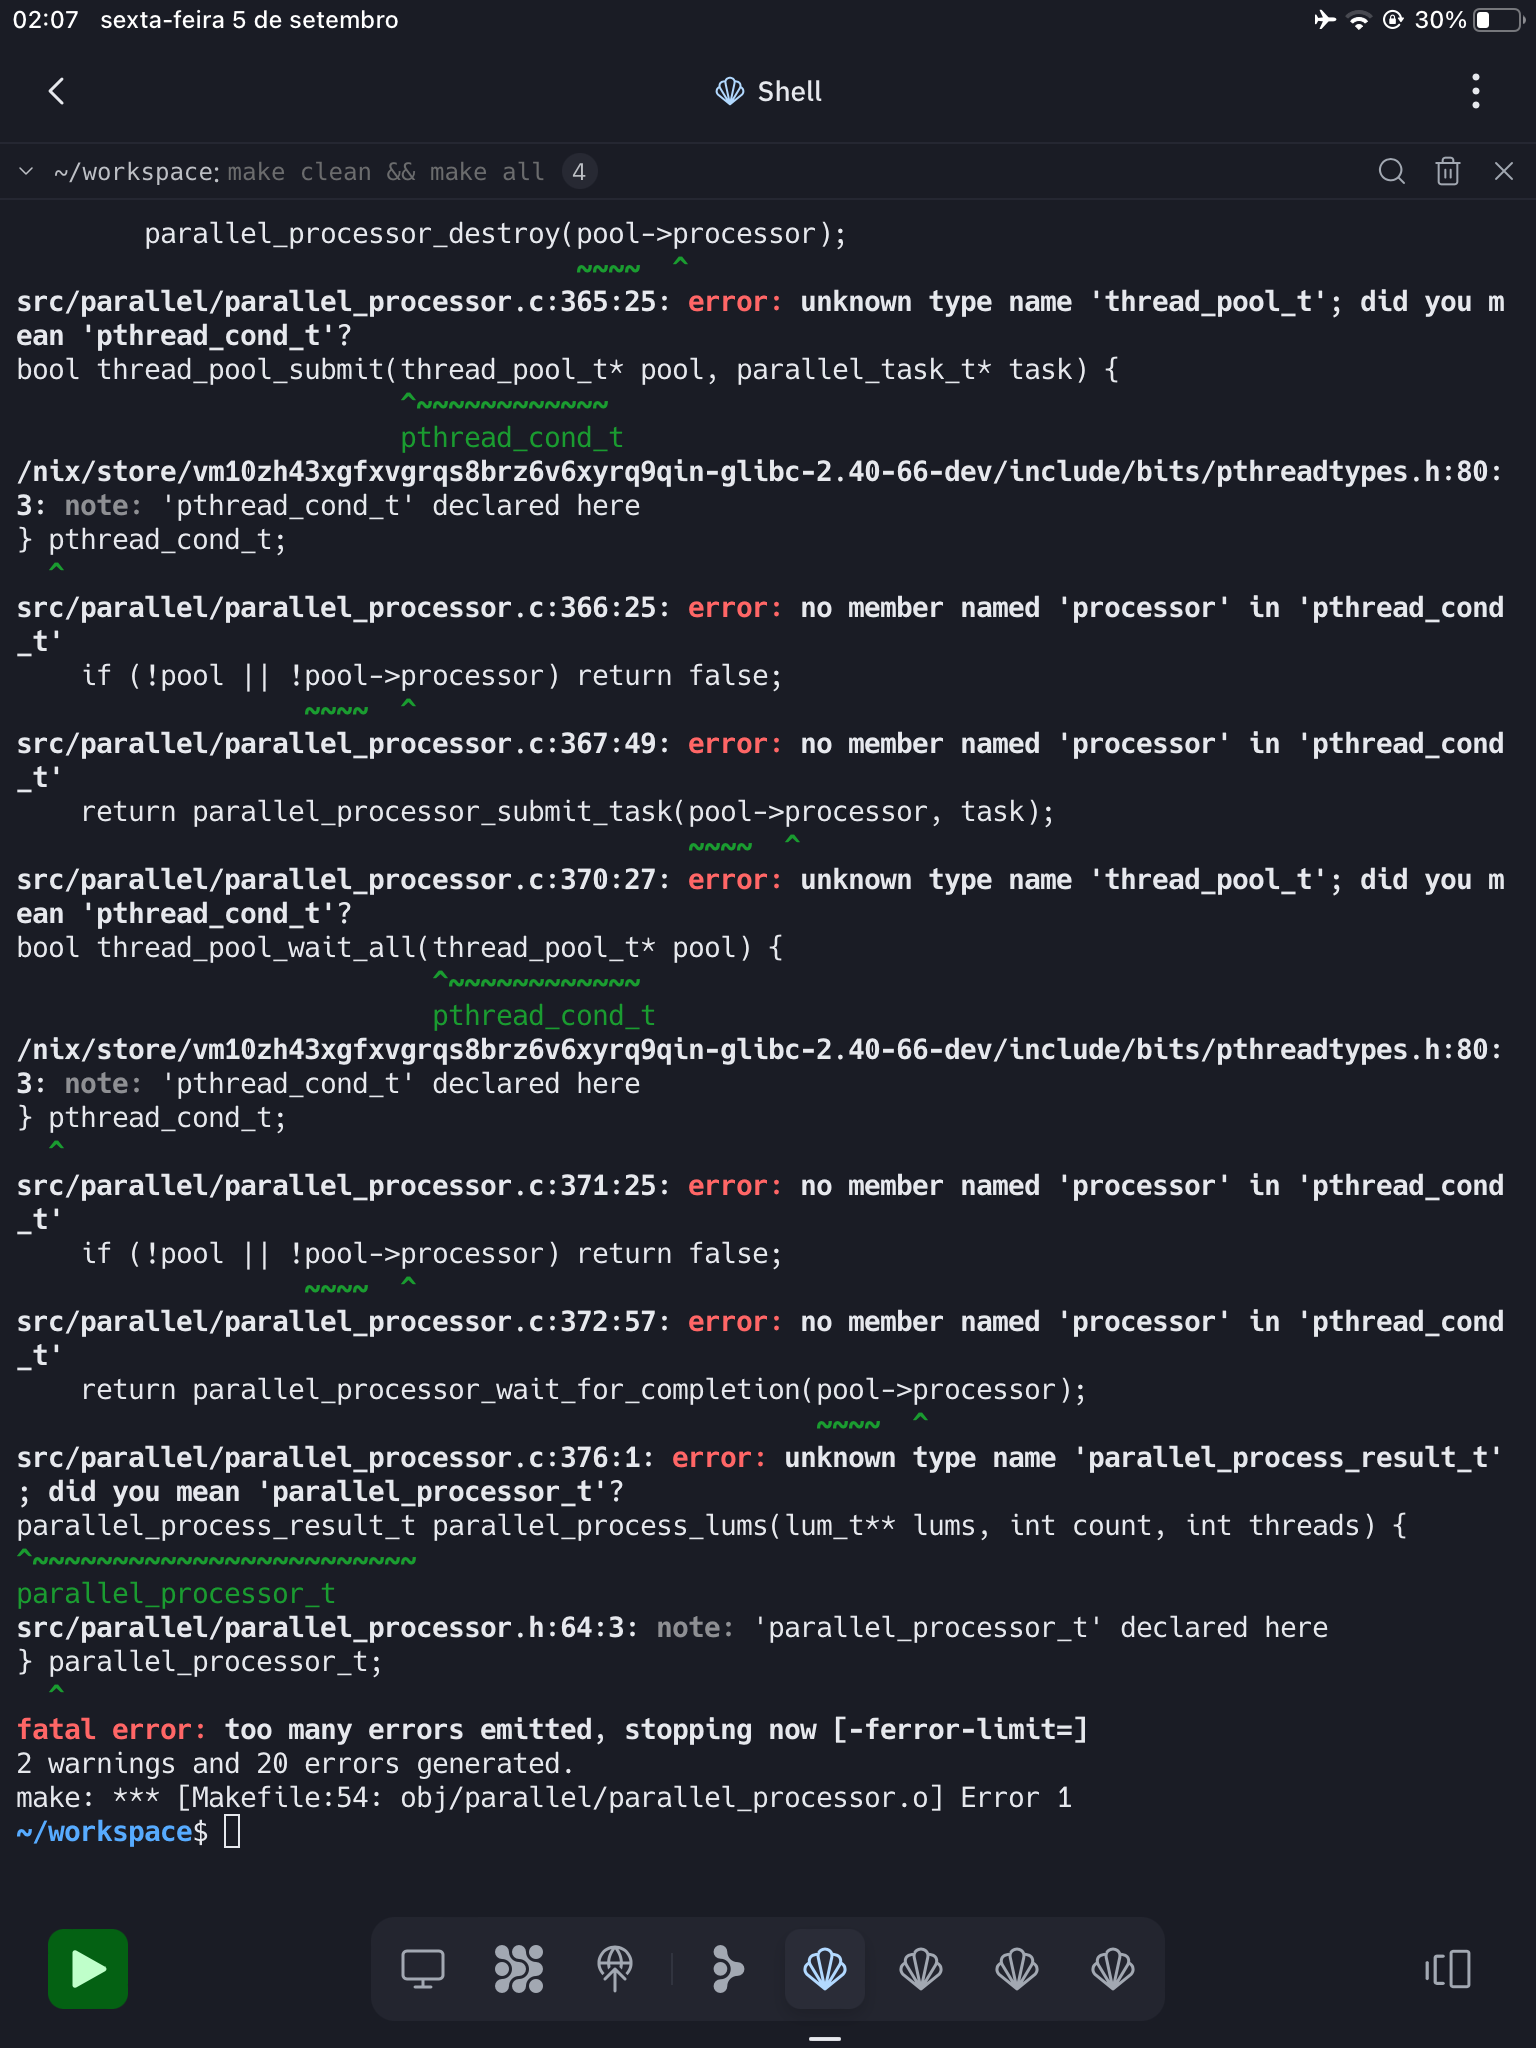 02:07 sexta-feira 5 de setembro 30%
Shell
~/workspace: make clean && make all 4
parallel_processor_destroy(pool->processor);
~~~~ ^
src/parallel/parallel_processor.c:365:25: error: unknown type name 'thread_pool_t'; did you m
ean 'pthread_cond_t'?
bool thread_pool_submit(thread_pool_t* pool, parallel_task_t* task) {
^~~~~~~~~~~~~
pthread_cond_t
/nix/store/vm10zh43xgfxvgrqs8brz6v6xyrq9qin-glibc-2.40-66-dev/include/bits/pthreadtypes.h:80:
3: note: 'pthread_cond_t' declared here
} pthread_cond_t;
^
src/parallel/parallel_processor.c:366:25: error: no member named 'processor' in 'pthread_cond
_t'
if (!pool || !pool->processor) return false;
~~~~ ^
src/parallel/parallel_processor.c:367:49: error: no member named 'processor' in 'pthread_cond
_t'
return parallel_processor_submit_task(pool->processor, task);
~~~~ ^
src/parallel/parallel_processor.c:370:27: error: unknown type name 'thread_pool_t'; did you m
ean 'pthread_cond_t'?
bool thread_pool_wait_all(thread_pool_t* pool) {
^~~~~~~~~~~~~
pthread_cond_t
/nix/store/vm10zh43xgfxvgrqs8brz6v6xyrq9qin-glibc-2.40-66-dev/include/bits/pthreadtypes.h:80:
3: note: 'pthread_cond_t' declared here
} pthread_cond_t;
^
src/parallel/parallel_processor.c:371:25: error: no member named 'processor' in 'pthread_cond
_t'
if (!pool || !pool->processor) return false;
~~~~ ^
src/parallel/parallel_processor.c:372:57: error: no member named 'processor' in 'pthread_cond
_t'
return parallel_processor_wait_for_completion(pool->processor);
~~~~ ^
src/parallel/parallel_processor.c:376:1: error: unknown type name 'parallel_process_result_t'
; did you mean 'parallel_processor_t'?
parallel_process_result_t parallel_process_lums(lum_t** lums, int count, int threads) {
^~~~~~~~~~~~~~~~~~~~~~~~~
parallel_processor_t
src/parallel/parallel_processor.h:64:3: note: 'parallel_processor_t' declared here
} parallel_processor_t;
^
fatal error: too many errors emitted, stopping now [-ferror-limit=]
2 warnings and 20 errors generated.
make: *** [Makefile:54: obj/parallel/parallel_processor.o] Error 1
~/workspace$